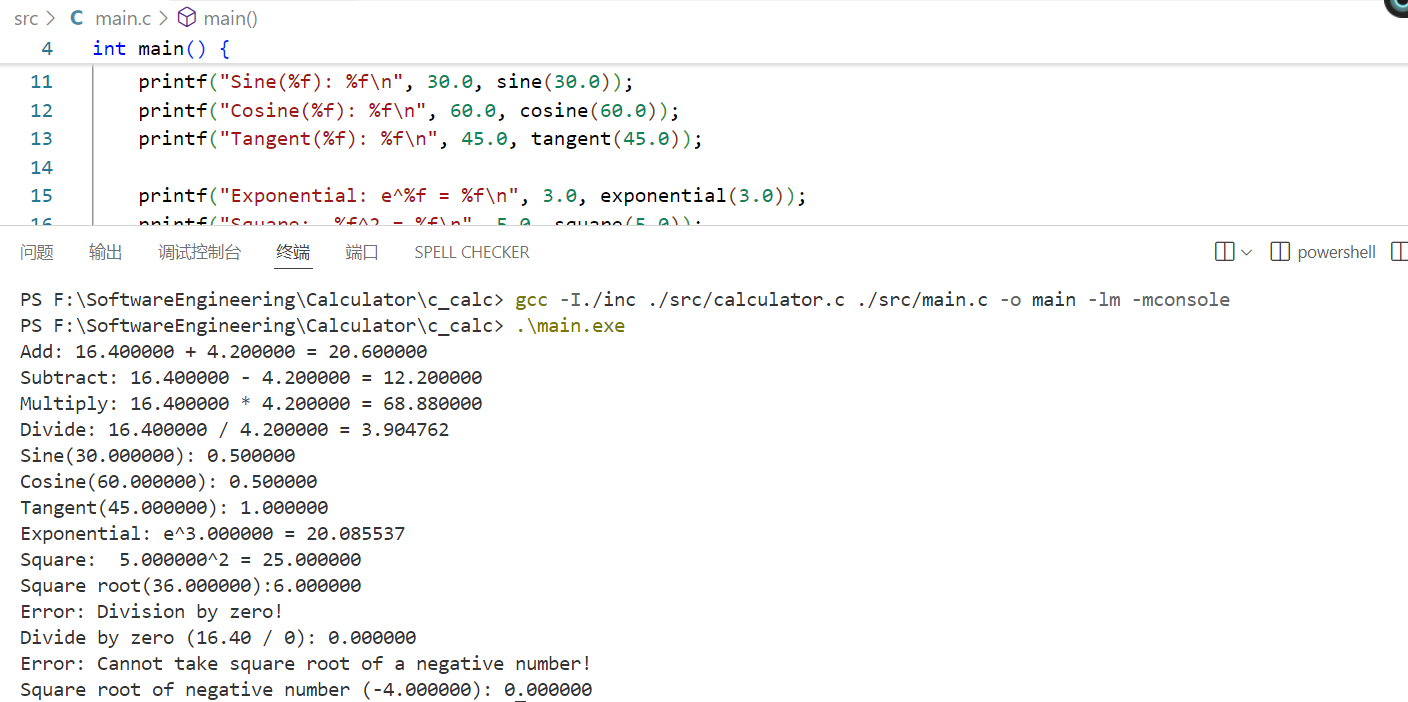 src > C main.c > main()
4 int main() {
11 printf("Sine(%f): %f\n", 30.0, sine(30.0));
12 printf("Cosine(%f): %f\n", 60.0, cosine(60.0));
13 printf("Tangent(%f): %f\n", 45.0, tangent(45.0));
14
15 printf("Exponential: e^%f = %f\n", 3.0, exponential(3.0));
16 printf("Square:  %f^2 = %f\n", 5.0, square(5.0));
问题 输出 调试控制台 终端 端口 SPELL CHECKER powershell
PS F:\SoftwareEngineering\Calculator\c_calc> gcc -I./inc ./src/calculator.c ./src/main.c -o main -lm -mconsole
PS F:\SoftwareEngineering\Calculator\c_calc> .\main.exe
Add: 16.400000 + 4.200000 = 20.600000
Subtract: 16.400000 - 4.200000 = 12.200000
Multiply: 16.400000 * 4.200000 = 68.880000
Divide: 16.400000 / 4.200000 = 3.904762
Sine(30.000000): 0.500000
Cosine(60.000000): 0.500000
Tangent(45.000000): 1.000000
Exponential: e^3.000000 = 20.085537
Square:  5.000000^2 = 25.000000
Square root(36.000000):6.000000
Error: Division by zero!
Divide by zero (16.40 / 0): 0.000000
Error: Cannot take square root of a negative number!
Square root of negative number (-4.000000): 0.000000